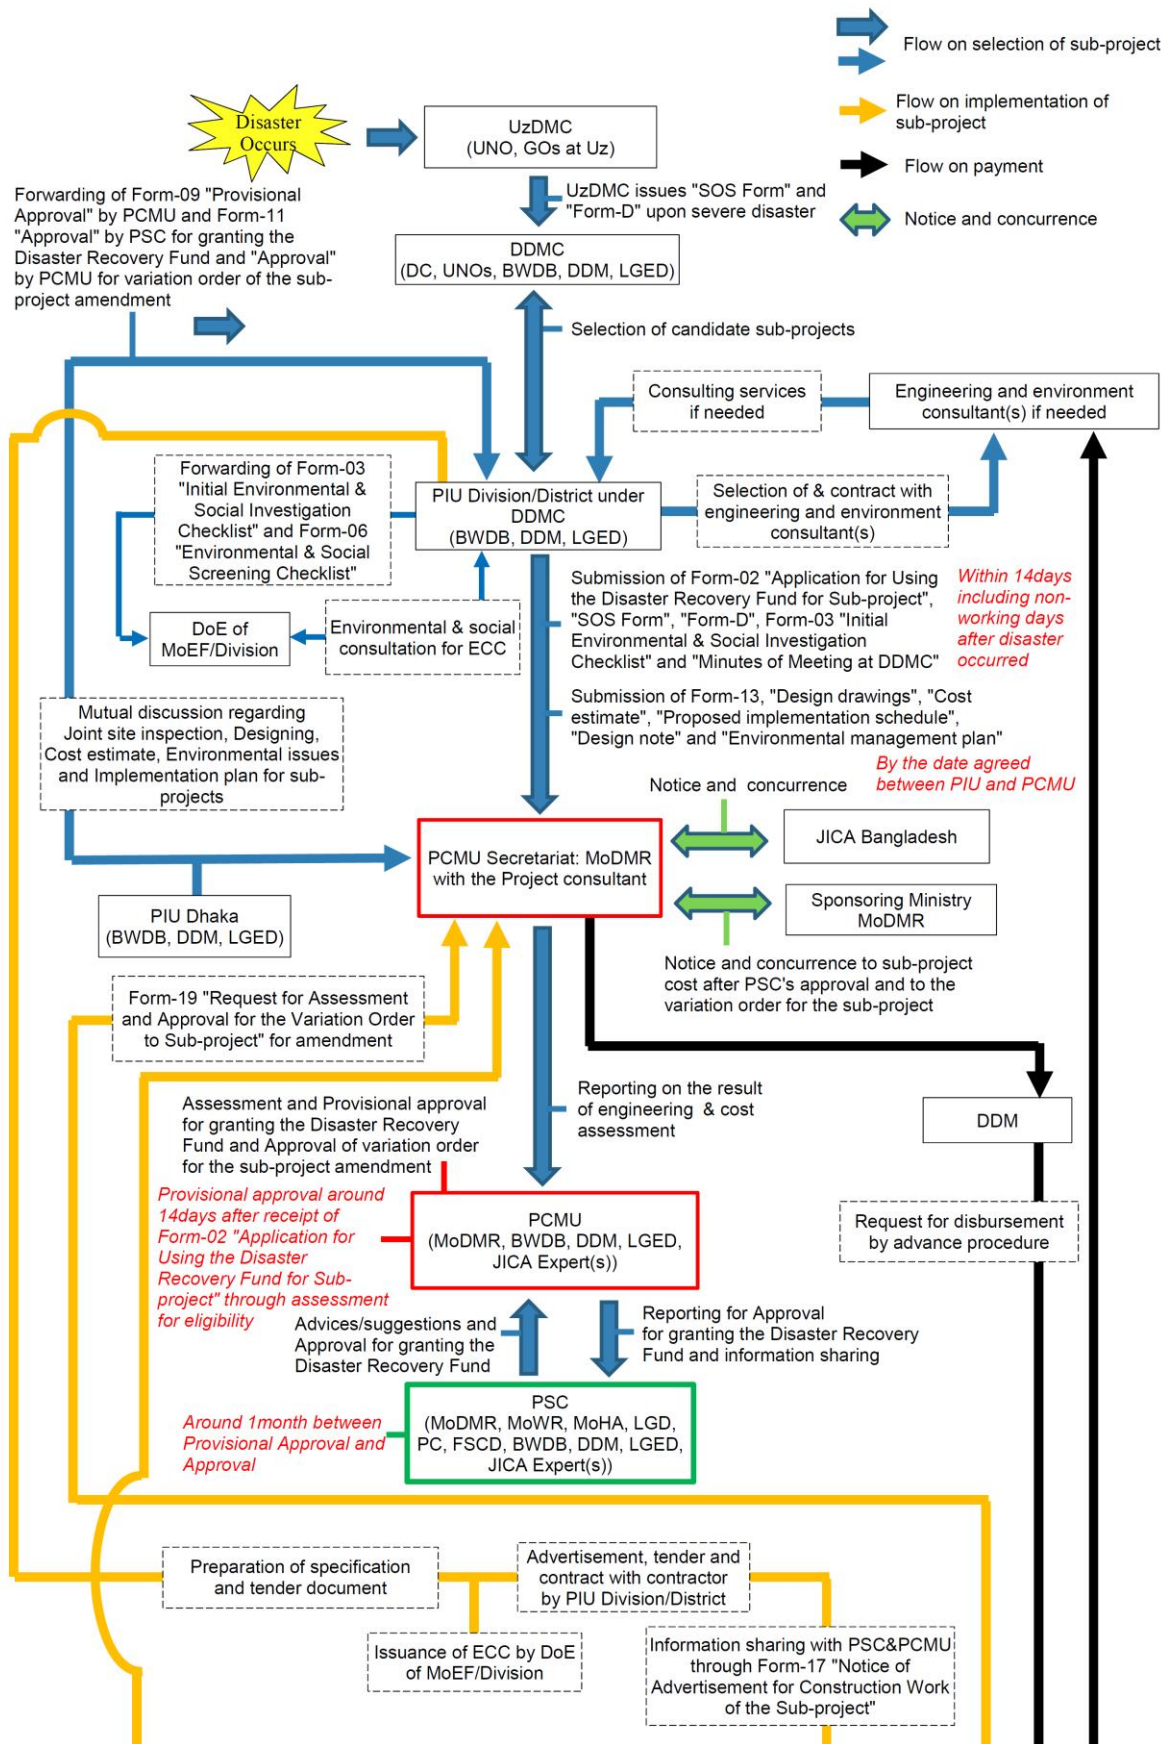 Flow on selection of sub-project
Flow on implementation of
sub-project
Flow on payment
Notice and concurrence
Disaster
Occurs
UzDMC
(UNO, GOs at Uz)
UzDMC issues "SOS Form" and
"Form-D" upon severe disaster
Forwarding of Form-09 "Provisional
Approval" by PCMU and Form-11
"Approval" by PSC for granting the
Disaster Recovery Fund and "Approval"
by PCMU for variation order of the sub-
project amendment
DDMC
(DC, UNOs, BWDB, DDM, LGED)
Selection of candidate sub-projects
Consulting services
if needed
Engineering and environment
consultant(s) if needed
Forwarding of Form-03
"Initial Environmental &
Social Investigation
Checklist" and Form-06
"Environmental & Social
Screening Checklist"
PIU Division/District under
DDMC
(BWDB, DDM, LGED)
Selection of & contract with
engineering and environment
consultant(s)
Submission of Form-02 "Application for Using
the Disaster Recovery Fund for Sub-project",
"SOS Form", "Form-D", Form-03 "Initial
Environmental & Social Investigation
Checklist" and "Minutes of Meeting at DDMC"
Within 14days
including non-
working days
after disaster
occurred
DoE of
MoEF/Division
Environmental & social
consultation for ECC
Submission of Form-13, "Design drawings", "Cost
estimate", "Proposed implementation schedule",
"Design note" and "Environmental management plan"
By the date agreed
between PIU and PCMU
Mutual discussion regarding
Joint site inspection, Designing,
Cost estimate, Environmental issues
and Implementation plan for sub-
projects
Notice and concurrence
PCMU Secretariat: MoDMR
with the Project consultant
JICA Bangladesh
Sponsoring Ministry
MoDMR
PIU Dhaka
(BWDB, DDM, LGED)
Notice and concurrence to sub-project
cost after PSC's approval and to the
variation order for the sub-project
Form-19 "Request for Assessment
and Approval for the Variation Order
to Sub-project" for amendment
Reporting on the result
of engineering & cost
assessment
Assessment and Provisional approval
for granting the Disaster Recovery
Fund and Approval of variation order
for the sub-project amendment
DDM
Provisional approval around
14days after receipt of
Form-02 "Application for
Using the Disaster
Recovery Fund for Sub-
project" through assessment
for eligibility
PCMU
(MoDMR, BWDB, DDM, LGED,
JICA Expert(s))
Request for disbursement
by advance procedure
Advices/suggestions and
Approval for granting the
Disaster Recovery Fund
Reporting for Approval
for granting the Disaster Recovery
Fund and information sharing
PSC
(MoDMR, MoWR, MoHA, LGD,
PC, FSCD, BWDB, DDM, LGED,
JICA Expert(s))
Around 1month between
Provisional Approval and
Approval
Preparation of specification
and tender document
Advertisement, tender and
contract with contractor
by PIU Division/District
Issuance of ECC by DoE
of MoEF/Division
Information sharing with PSC&PCMU
through Form-17 "Notice of
Advertisement for Construction Work
of the Sub-project"